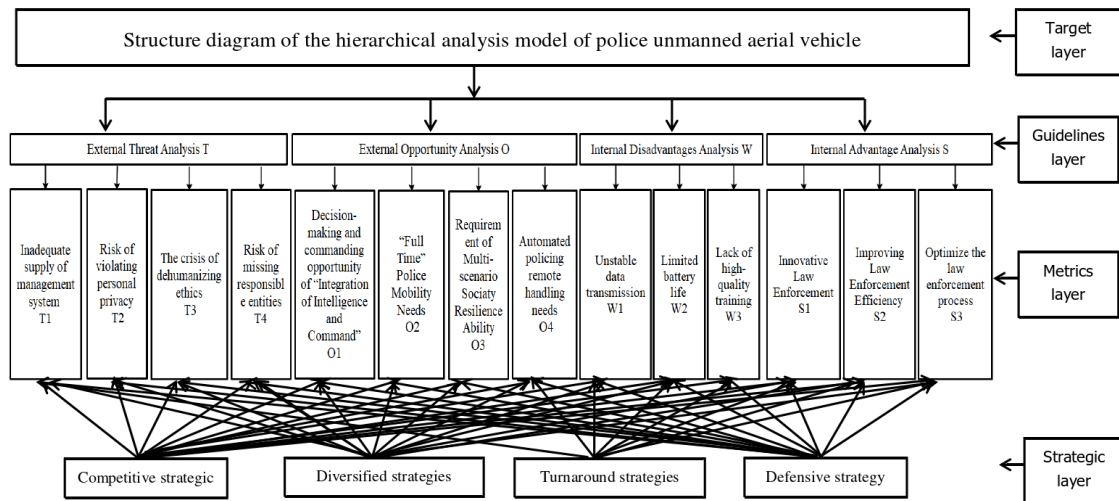 Structure diagram of the hierarchical analysis model of police unmanned aerial vehicle
Target
layer
External Threat Analysis T
External Opportunity Analysis O
Internal Disadvantages Analysis W
Internal Advantage Analysis S
Guidelines
layer
Inadequate
supply of
management
system
T1
Risk of
violating
personal
privacy
T2
The crisis of
dehumanizing
ethics
T3
Risk of
missing
responsibl
e entities
T4
Decision-
making and
commanding
opportunity
of "Integration
of Intelligence
and
Command"
O1
"Full
Time"
Police
Mobility
Needs
O2
Requirem
ent of
Multi-
scenario
Sociaty
Resilience
Ability
O3
Automated
policing
remote
handling
needs
O4
Unstable
data
transmission
W1
Limited
battery
life
W2
Lack of
high-
quality
training
W3
Innovative
Law
Enforcement
S1
Improving
Law
Enforcement
Efficiency
S2
Optimize the
law
enforcement
process
S3
Metrics
layer
Competitive strategic
Diversified strategies
Turnaround strategies
Defensive strategy
Strategic
layer